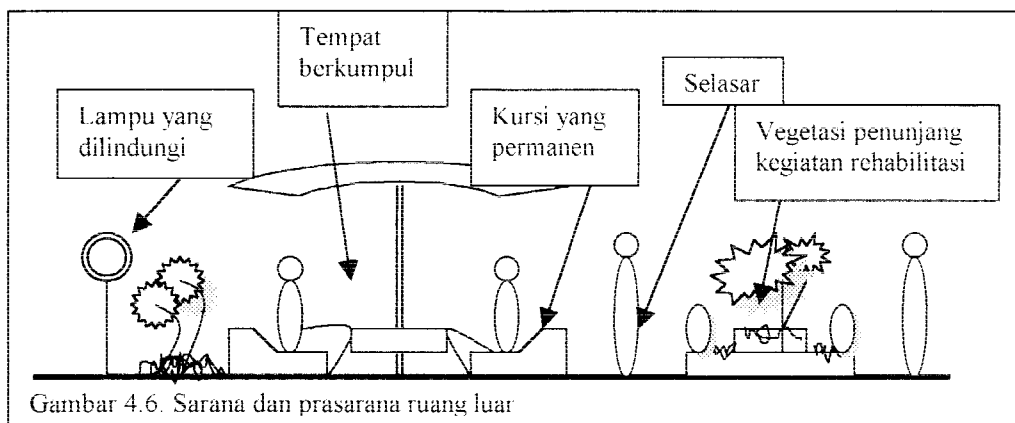 Tempat
berkumpul
Selasar
Lampu yang
dilindungi
Kursi yang
permanen
Vegetasi penunjang
kegiatan rehabilitasi
Gambar 4.6. Sarana dan prasarana ruang luar